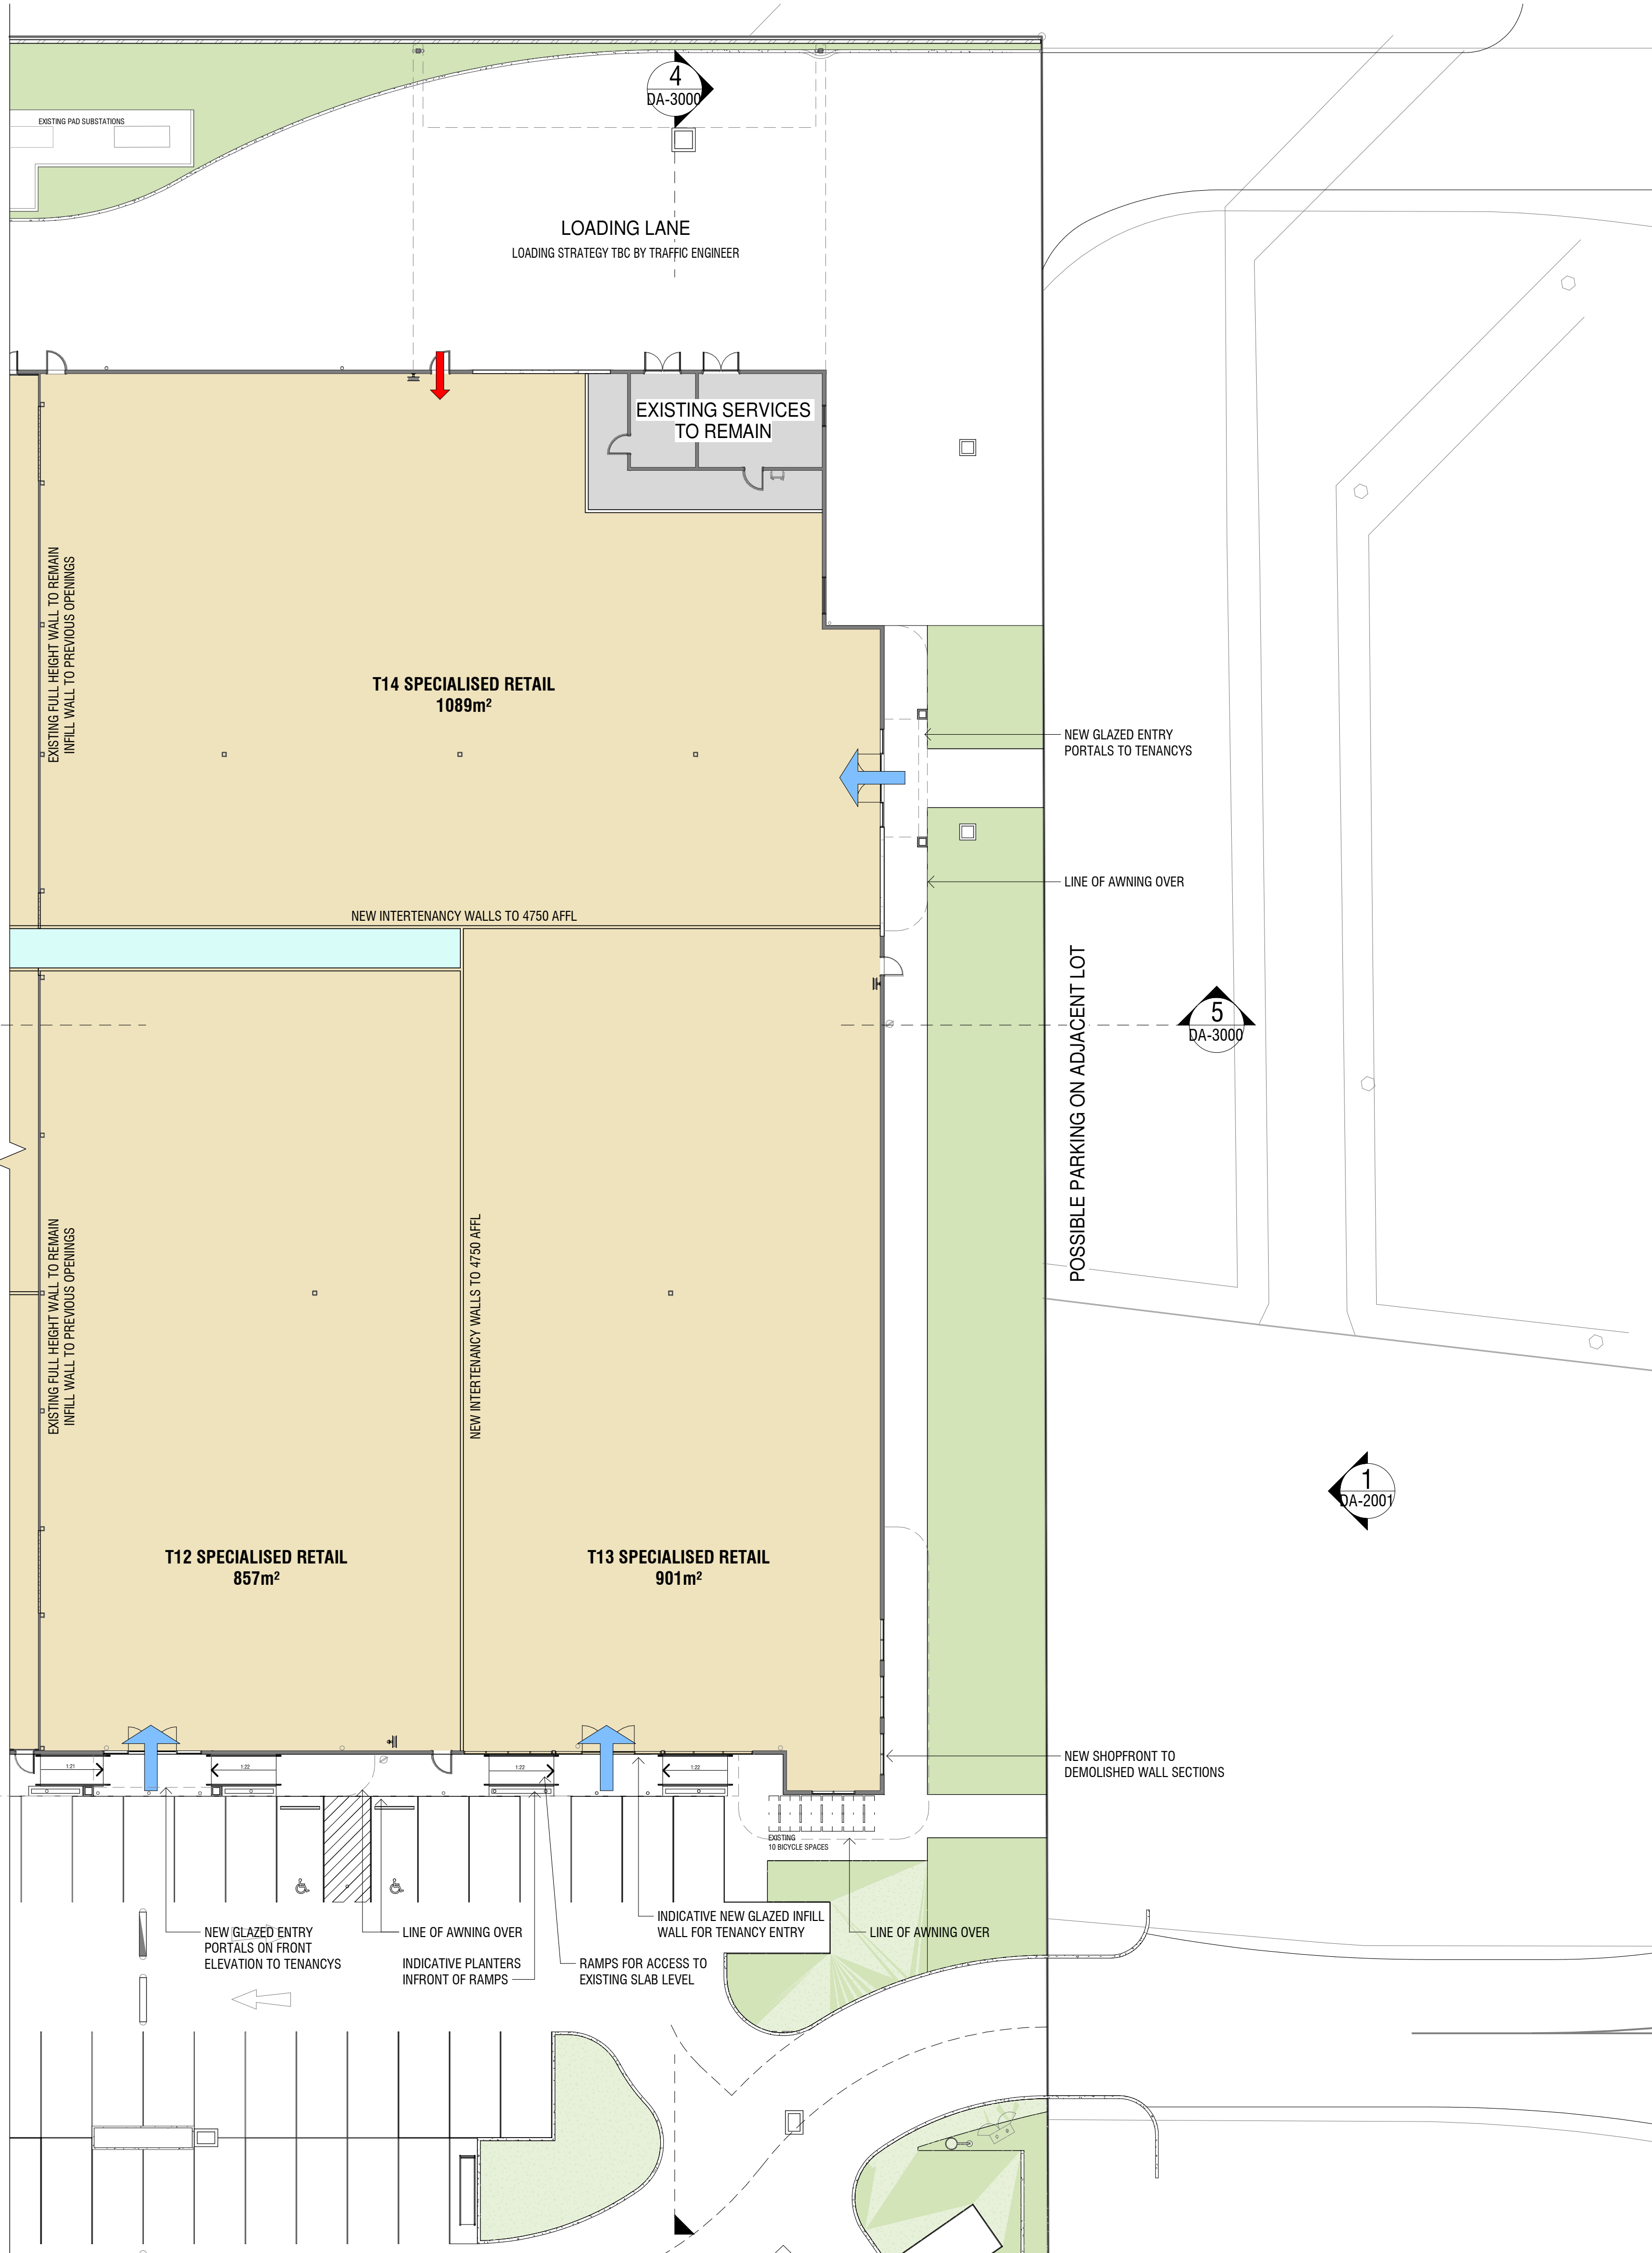 4
DA-3000
EXISTING PAD SUBSTATIONS
LOADING LANE
LOADING STRATEGY TBC BY TRAFFIC ENGINEER
EXISTING SERVICES
TO REMAIN
EXISTING FULL HEIGHT WALL TO REMAIN
INFILL WALL TO PREVIOUS OPENINGS
T14 SPECIALISED RETAIL
1089m²
NEW GLAZED ENTRY
PORTALS TO TENANCYS
LINE OF AWNING OVER
NEW INTERTENANCY WALLS TO 4750 AFFL
POSSIBLE PARKING ON ADJACENT LOT
5
DA-3000
EXISTING FULL HEIGHT WALL TO REMAIN
INFILL WALL TO PREVIOUS OPENINGS
NEW INTERTENANCY WALLS TO 4750 AFFL
1
DA-2001
T12 SPECIALISED RETAIL
857m²
T13 SPECIALISED RETAIL
901m²
NEW SHOPFRONT TO
DEMOLISHED WALL SECTIONS
1:21
1:22
1:22
1:22
EXISTING
10 BICYCLE SPACES
NEW GLAZED ENTRY
PORTALS ON FRONT
ELEVATION TO TENANCYS
LINE OF AWNING OVER
INDICATIVE PLANTERS
INFRONT OF RAMPS
RAMPS FOR ACCESS TO
EXISTING SLAB LEVEL
INDICATIVE NEW GLAZED INFILL
WALL FOR TENANCY ENTRY
LINE OF AWNING OVER